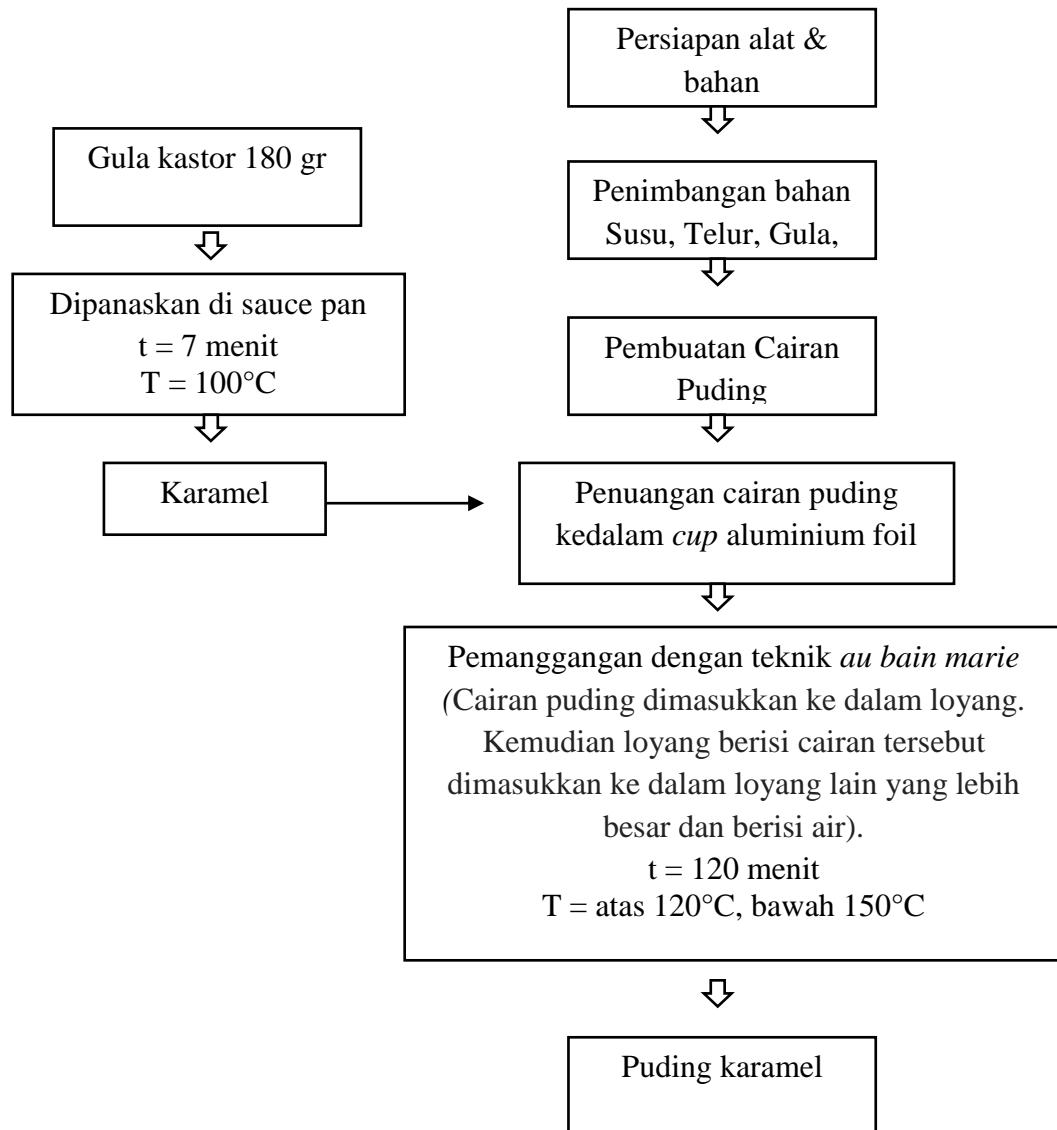 Persiapan alat &
bahan
Gula kastor 180 gr
Penimbangan bahan
Susu, Telur, Gula,
Dipanaskan di sauce pan
t = 7 menit
T = 100°C
Pembuatan Cairan
Puding
Karamel
Penuangan cairan puding
kedalam cup aluminium foil
Pemanggangan dengan teknik au bain marie
(Cairan puding dimasukkan ke dalam loyang.
Kemudian loyang berisi cairan tersebut
dimasukkan ke dalam loyang lain yang lebih
besar dan berisi air).
t = 120 menit
T = atas 120°C, bawah 150°C
Puding karamel